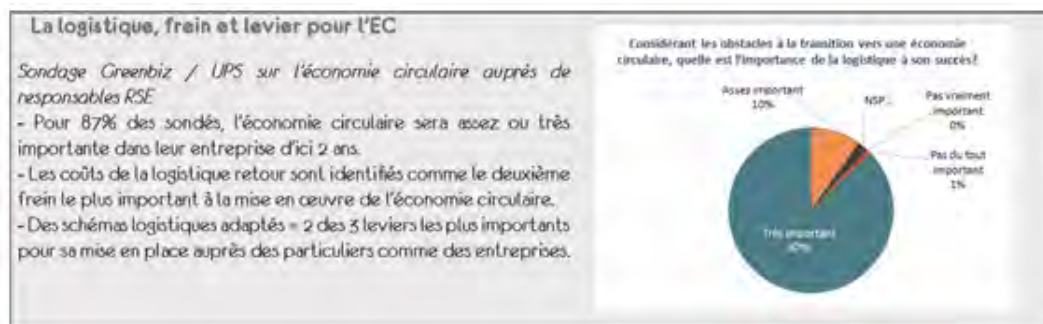 La logistique, frein et levier pour l'EC
Sondage Greenbiz / UPS sur l'économie circulaire auprès de
responsables RSE
- Pour 87% des sondés, l'économie circulaire sera assez ou très
importante dans leur entreprise d'ici 2 ans.
- Les coûts de la logistique retour sont identifiés comme le deuxième
frein le plus important à la mise en œuvre de l'économie circulaire.
- Des schémas logistiques adaptés = 2 des 3 leviers les plus importants
pour sa mise en place auprès des particuliers comme des entreprises.
Considérant les obstacles à la transition vers une économie
circulaire, quelle est l'importance de la logistique à son succès?
Assez important
10%
NSP...
Pas vraiment
important
0%
Pas du tout
important
1%
Très important